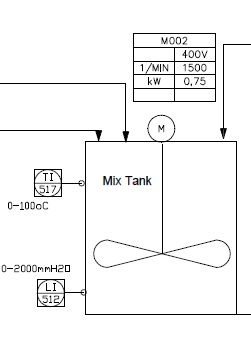 M002
400V
1/MIN 1500
kW 0,75
M
TI
517
Mix Tank
0-100oC
0-2000mmH20
LI
512